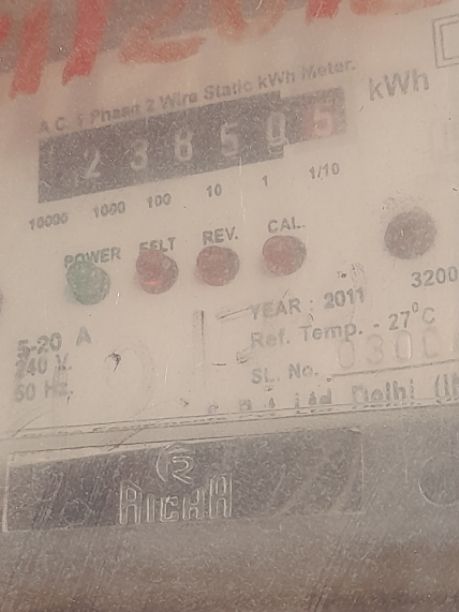 A.C. 1 Phase 2 Wire Static kWh Meter.
kWh
2 3 8 5 0 5
10000 1000 100 10 1 1/10
POWER REV. CAL.
3200
YEAR : 2011
5-20 A
Ref. Temp. - 27°C
240 V.
SL. No.
50 Hz.
Ltd Delhi
RICHA